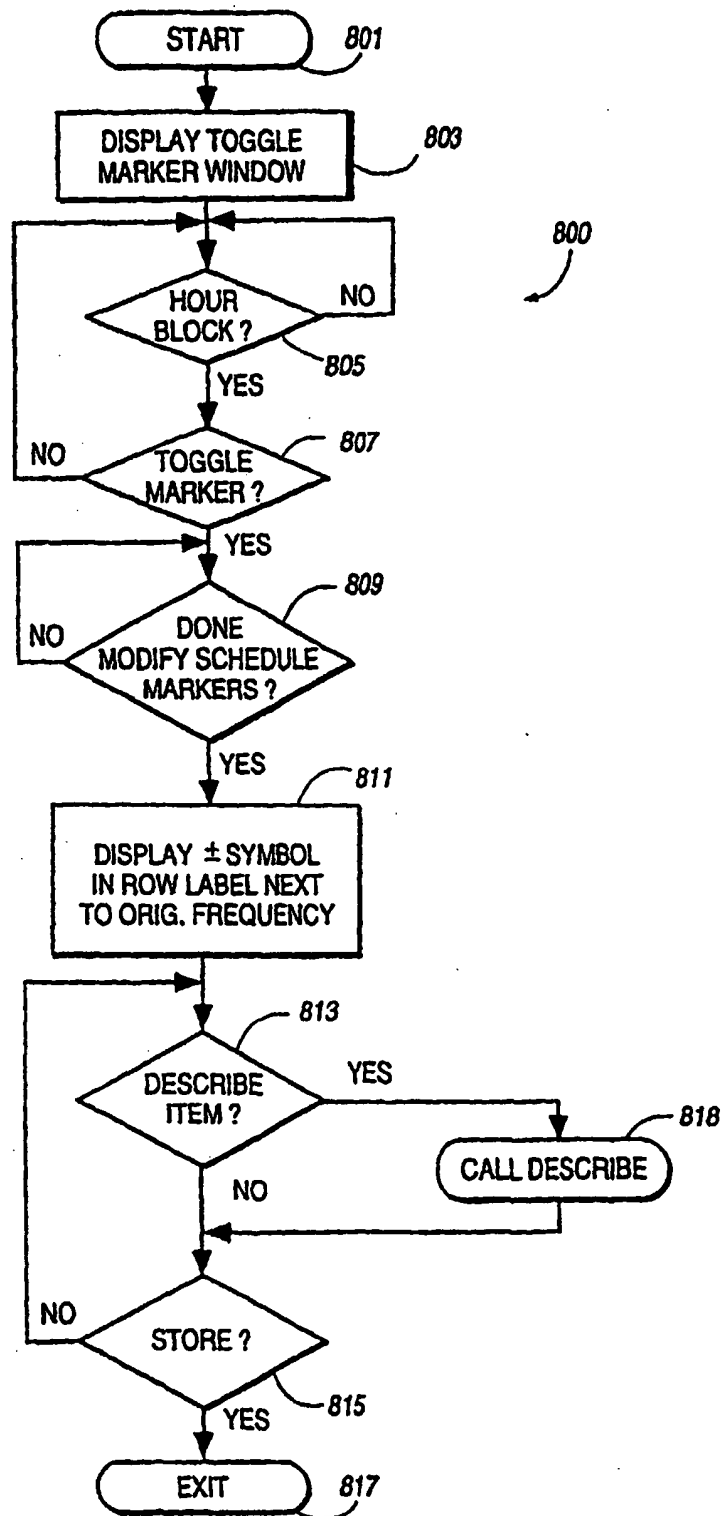 START
801
DISPLAY TOGGLE
MARKER WINDOW
803
800
HOUR
BLOCK ?
NO
805
YES
807
NO
TOGGLE
MARKER ?
YES
809
NO
DONE
MODIFY SCHEDULE
MARKERS ?
YES
811
DISPLAY ± SYMBOL
IN ROW LABEL NEXT
TO ORIG. FREQUENCY
813
DESCRIBE
ITEM ?
YES
818
CALL DESCRIBE
NO
NO
STORE ?
815
YES
EXIT
817